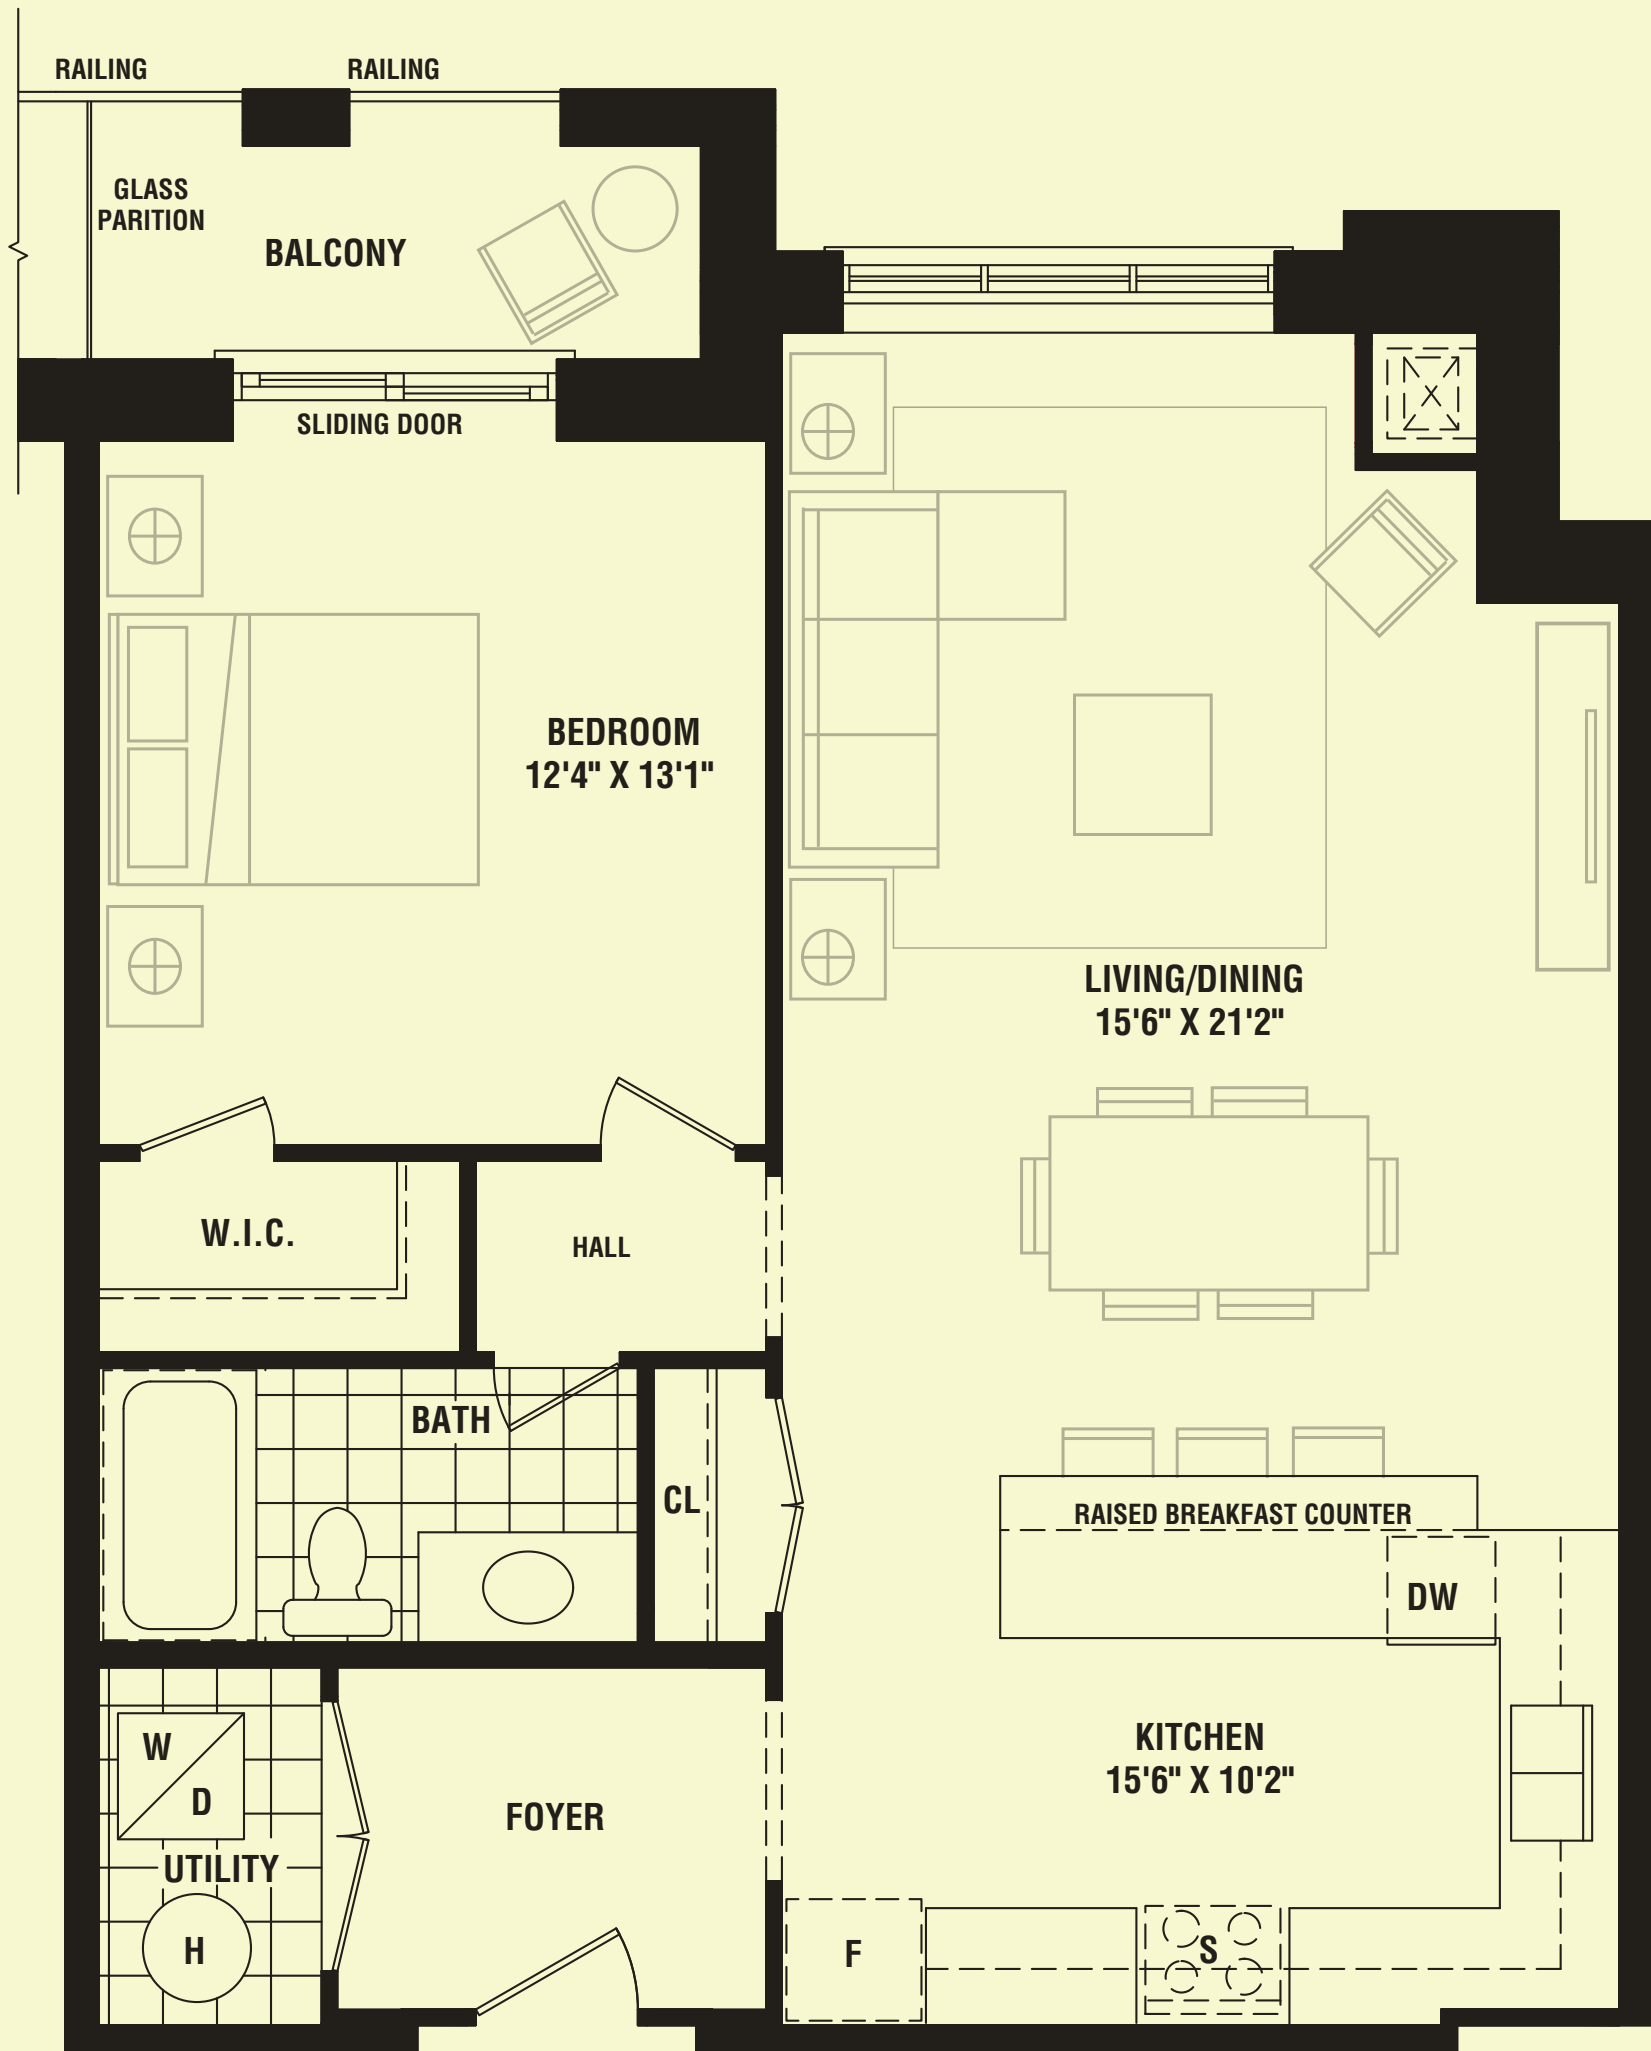 RAILING
RAILING
GLASS
PARITION
BALCONY
SLIDING DOOR
BEDROOM
12'4" X 13'1"
LIVING/DINING
15'6" X 21'2"
W.I.C.
HALL
BATH
CL
RAISED BREAKFAST COUNTER
DW
KITCHEN
15'6" X 10'2"
W
D
FOYER
UTILITY
H
F
S